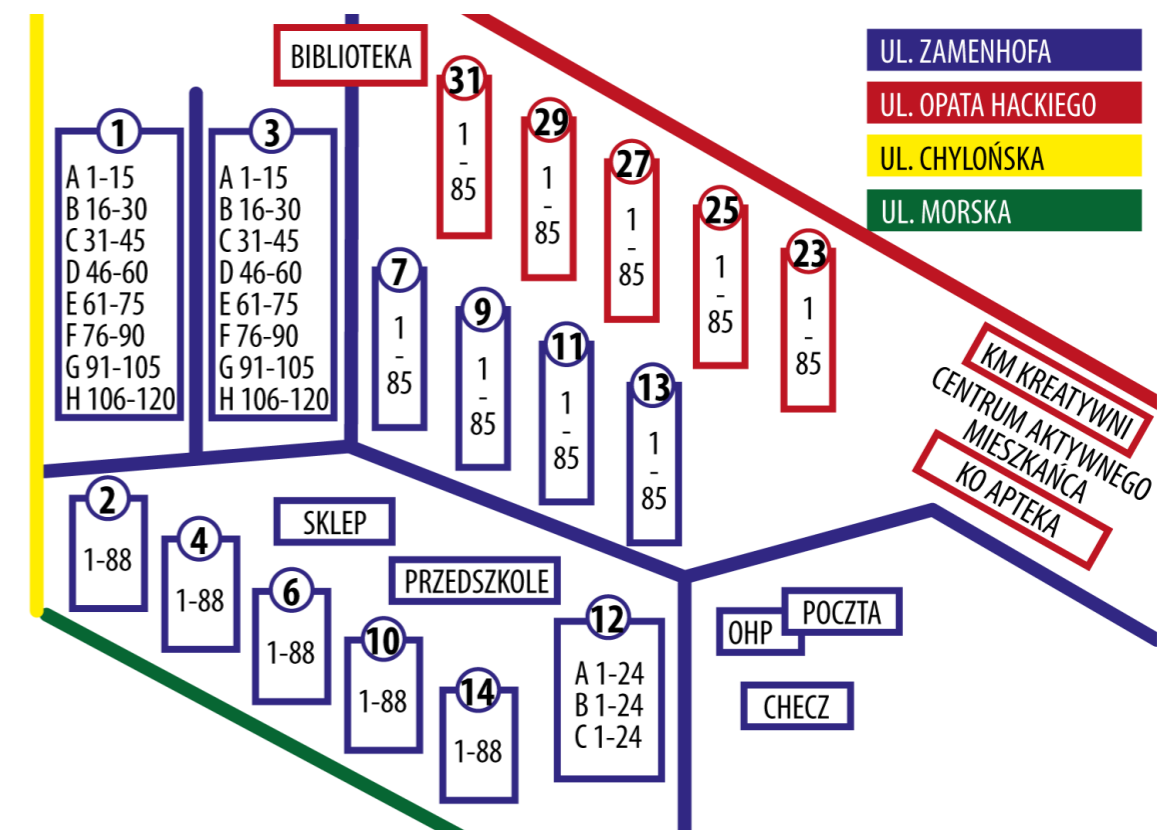 BIBLIOTEKA
UL. ZAMENHOFA
UL. OPATA HACKIEGO
UL. CHYLOŃSKA
UL. MORSKA
1
A 1-15
B 16-30
C 31-45
D 46-60
E 61-75
F 76-90
G 91-105
H 106-120
3
A 1-15
B 16-30
C 31-45
D 46-60
E 61-75
F 76-90
G 91-105
H 106-120
31
1
-
85
29
1
-
85
27
1
-
85
25
1
-
85
23
1
-
85
7
1
-
85
9
1
-
85
11
1
-
85
13
1
-
85
KM KREATYWNI
CENTRUM AKTYWNEGO
MIESZKAŃCA
KO APTEKA
2
1-88
4
1-88
6
1-88
10
1-88
14
1-88
SKLEP
PRZEDSZKOLE
12
A 1-24
B 1-24
C 1-24
OHP
POCZTA
CHECZ